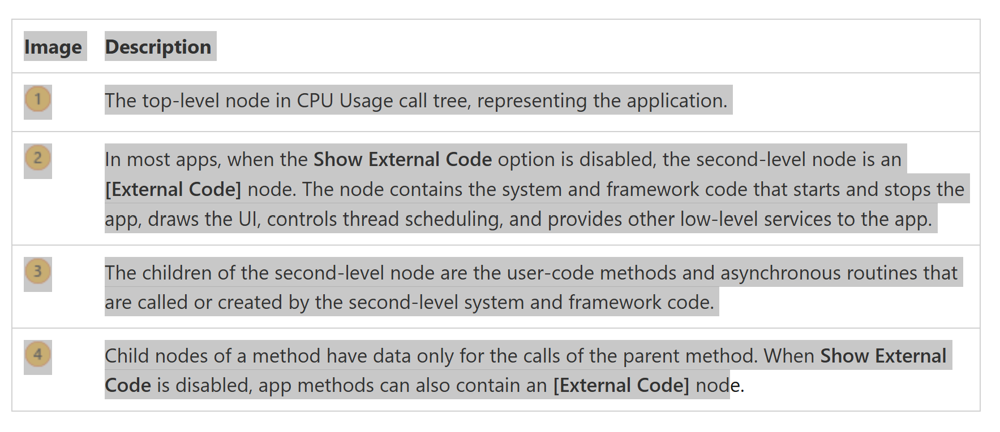 Image Description
1 The top-level node in CPU Usage call tree, representing the application.
2 In most apps, when the Show External Code option is disabled, the second-level node is an
[External Code] node. The node contains the system and framework code that starts and stops the
app, draws the UI, controls thread scheduling, and provides other low-level services to the app.
3 The children of the second-level node are the user-code methods and asynchronous routines that
are called or created by the second-level system and framework code.
4 Child nodes of a method have data only for the calls of the parent method. When Show External
Code is disabled, app methods can also contain an [External Code] node.